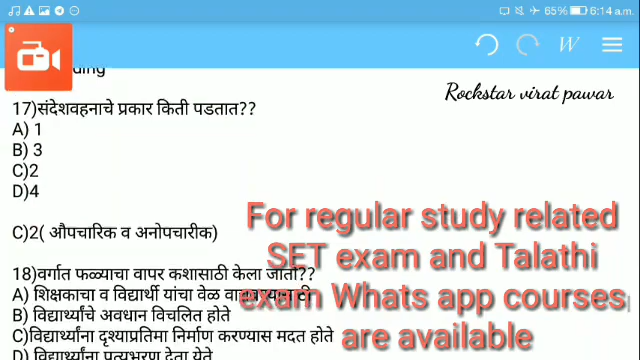 65% 6:14 a.m.
W
Rockstar virat pawar
17)संदेशवहनाचे प्रकार किती पडतात??
A) 1
B) 3
C)2
D)4
C)2( औपचारिक व अनोपचारीक)
For regular study related
SET exam and Talathi
exam Whats app courses
are available
18)वर्गात फळ्याचा वापर कशासाठी केला जातो??
A) शिक्षकाचा व विद्यार्थी यांचा वेळ
B) विद्यार्थ्यांचे अवधान विचलित होते
C)विद्यार्थ्यांना दृश्याप्रतिमा निर्माण करण्यास मदत होते
D) विद्यार्थ्यांना प्रत्यभरण देता येते